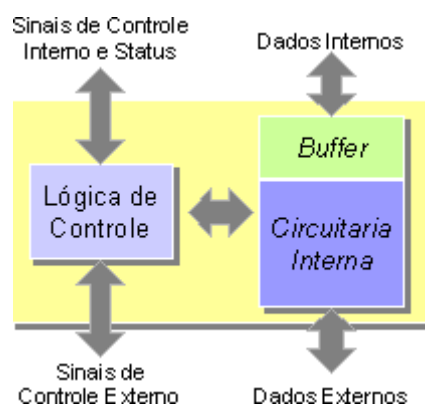 Sinais de Controle
Interno e Status
Dados Internos
Buffer
Lógica de
Controle
Circuitaria
Interna
Sinais de
Controle Externo
Dados Externos